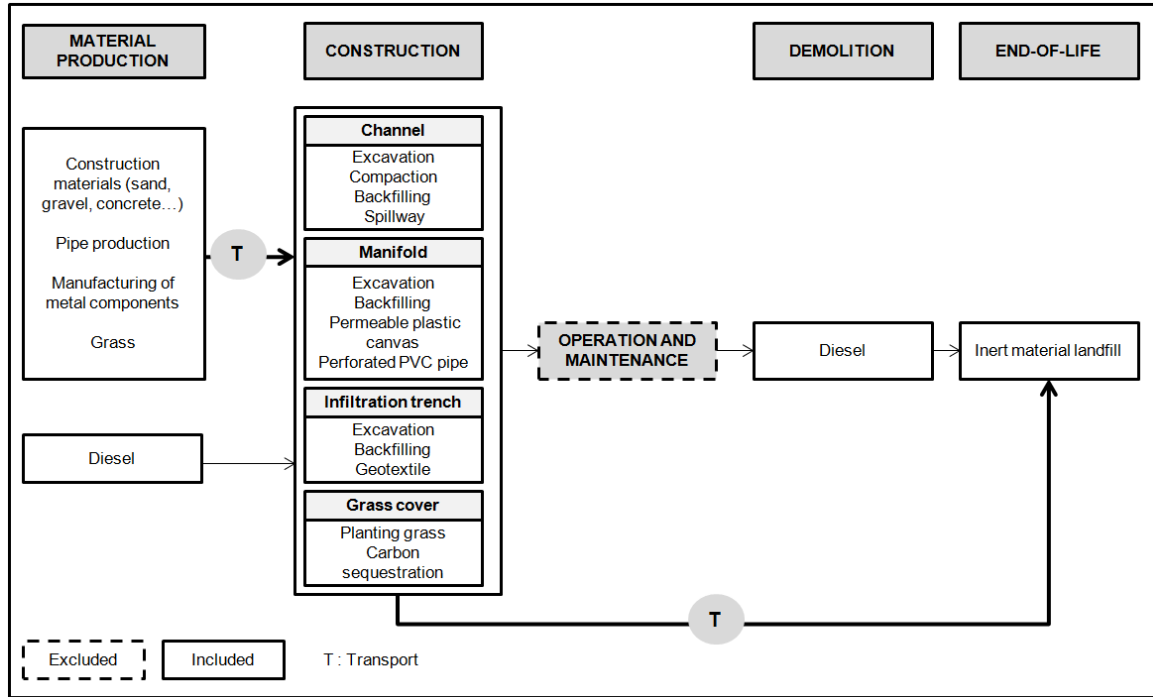 MATERIAL
PRODUCTION
CONSTRUCTION
DEMOLITION
END-OF-LIFE
Construction
materials (sand,
gravel, concrete…)
Pipe production
Manufacturing of
metal components
Grass
T
Diesel
Channel
Excavation
Compaction
Backfilling
Spillway
Manifold
Excavation
Backfilling
Permeable plastic
canvas
Perforated PVC pipe
Infiltration trench
Excavation
Backfilling
Geotextile
Grass cover
Planting grass
Carbon
sequestration
OPERATION AND
MAINTENANCE
Diesel
Inert material landfill
T
Excluded
Included
T : Transport